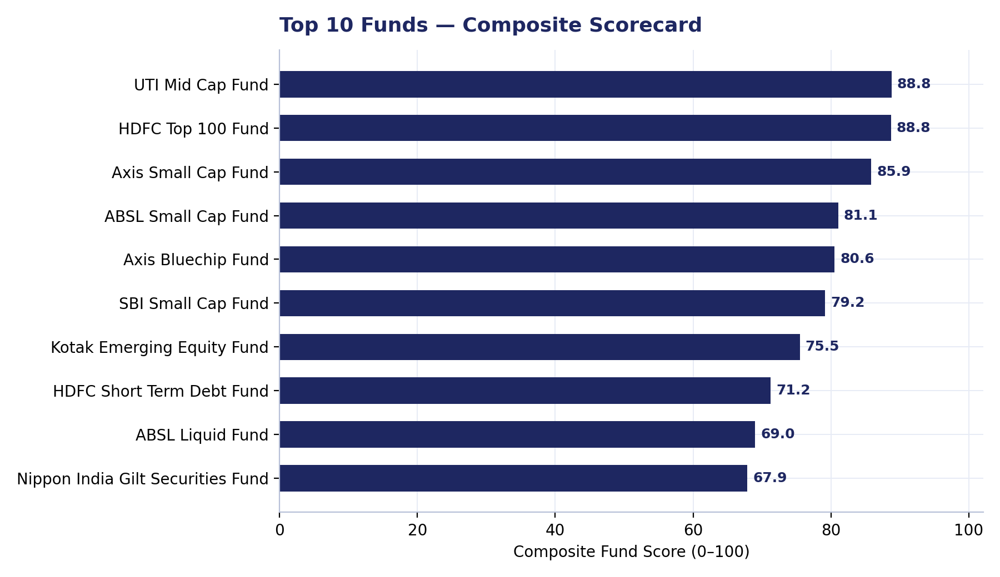 Top 10 Funds — Composite Scorecard
UTI Mid Cap Fund 88.8
HDFC Top 100 Fund 88.8
Axis Small Cap Fund 85.9
ABSL Small Cap Fund 81.1
Axis Bluechip Fund 80.6
SBI Small Cap Fund 79.2
Kotak Emerging Equity Fund 75.5
HDFC Short Term Debt Fund 71.2
ABSL Liquid Fund 69.0
Nippon India Gilt Securities Fund 67.9
0 20 40 60 80 100
Composite Fund Score (0–100)